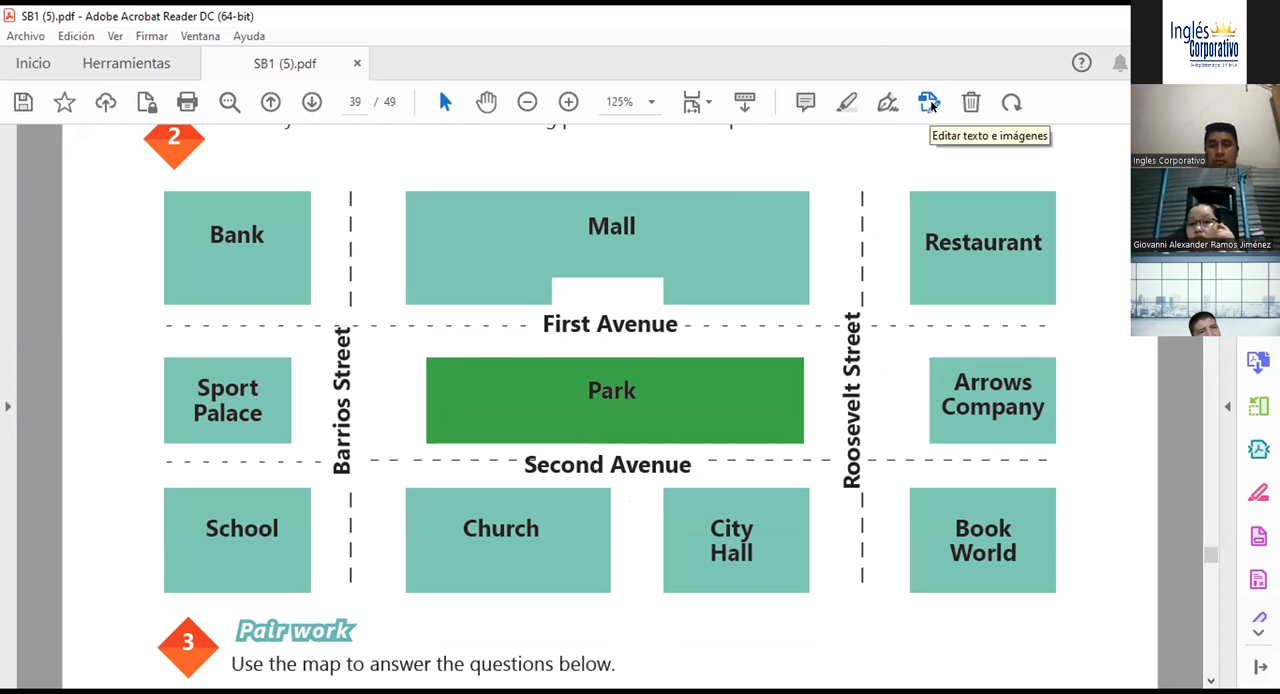 SB1 (5).pdf - Adobe Acrobat Reader DC (64-bit)
Archivo Edición Ver Firmar Ventana Ayuda
Inicio Herramientas SB1 (5).pdf ×
39 / 49 125%
Editar texto e imágenes
Inglés
Corporativo
Ingles Corporativo
Giovanni Alexander Ramos Jiménez
2
Bank Mall Restaurant
First Avenue
Barrios Street
Roosevelt Street
Sport
Palace
Park
Arrows
Company
Second Avenue
School Church
City
Hall
Book
World
3 Pair work
Use the map to answer the questions below.